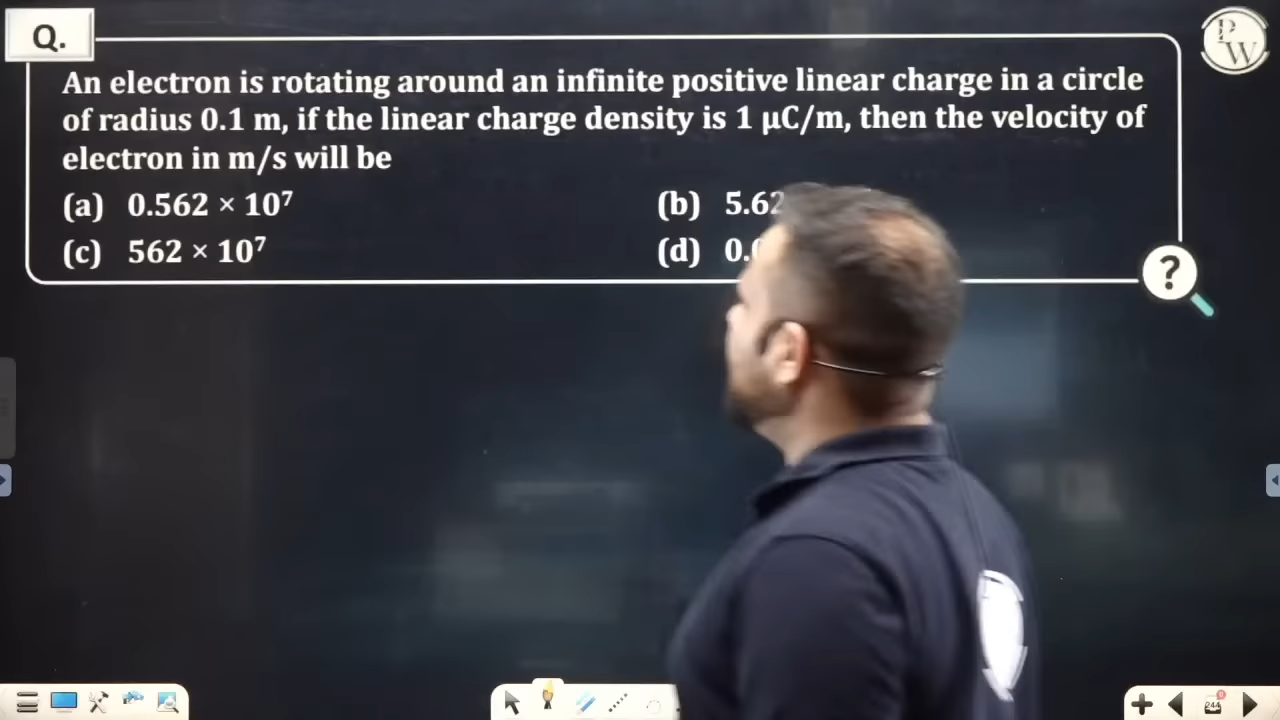 Q.
P
W
An electron is rotating around an infinite positive linear charge in a circle
of radius 0.1 m, if the linear charge density is 1 μC/m, then the velocity of
electron in m/s will be
(a) 0.562 × 10⁷
(b) 5.62
(c) 562 × 10⁷
(d) 0.0
?
244